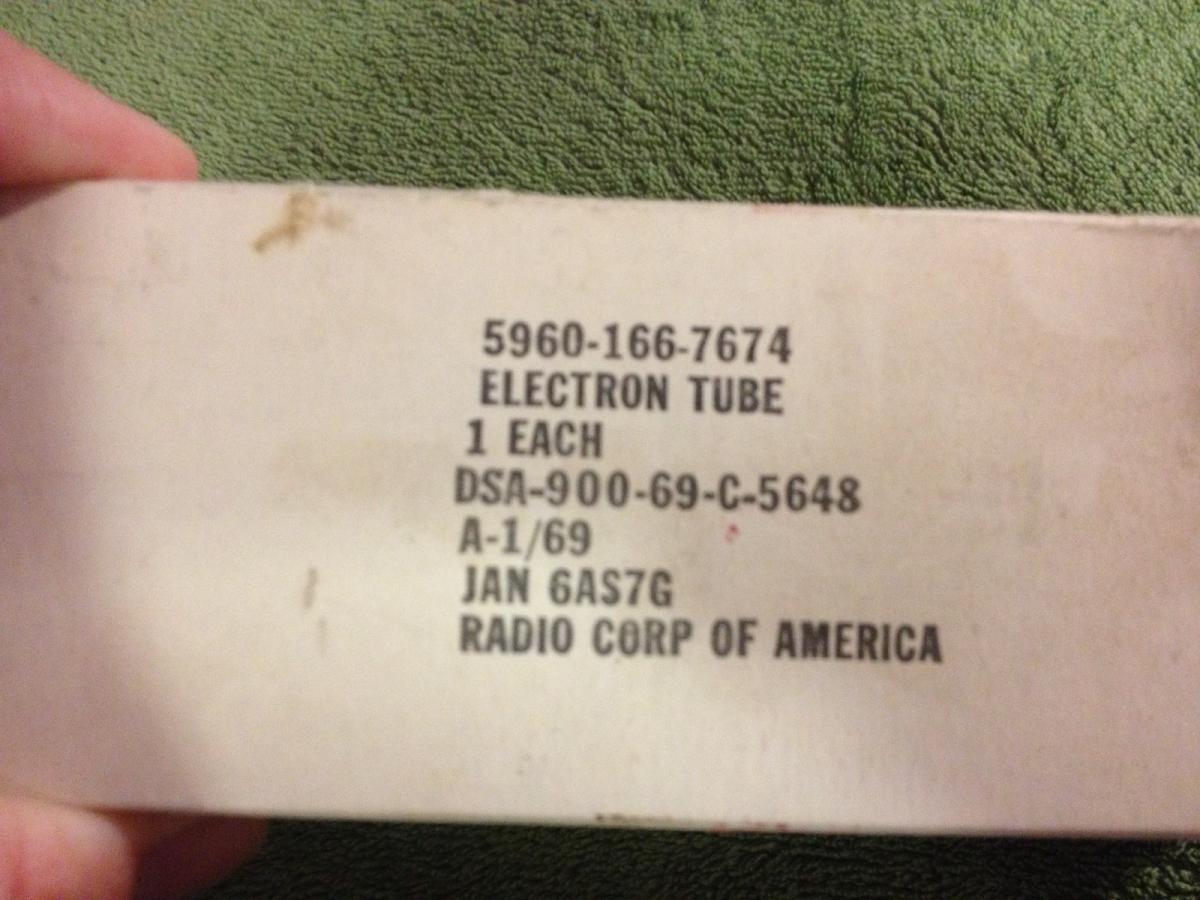 5960-166-7674
ELECTRON TUBE
1 EACH
DSA-900-69-C-5648
A-1/69
JAN 6AS7G
RADIO CORP OF AMERICA